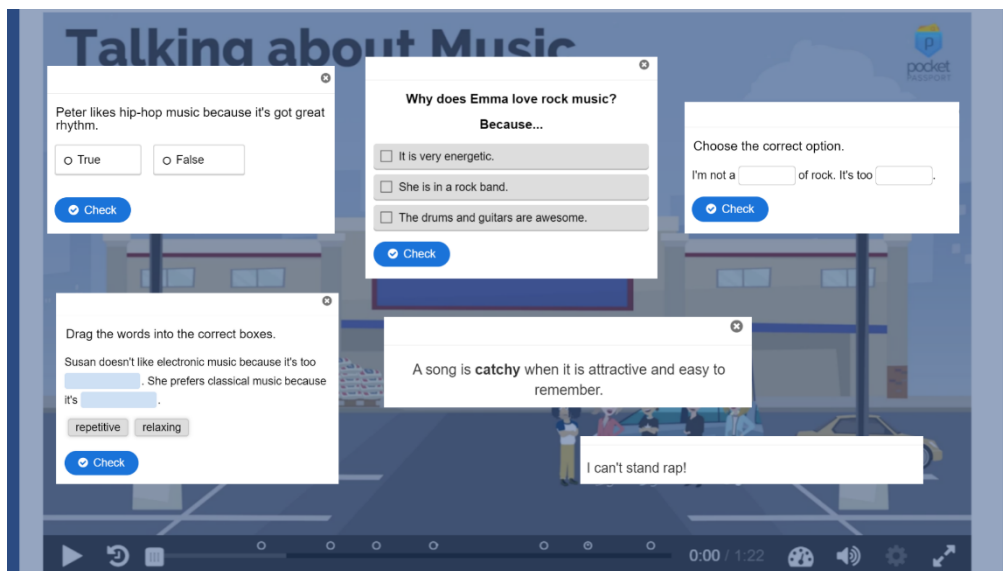 Talking about Music
pocket
PASSPORT
Peter likes hip-hop music because it's got great
rhythm.
True
False
Check
Why does Emma love rock music?
Because...
It is very energetic.
She is in a rock band.
The drums and guitars are awesome.
Check
Choose the correct option.
I'm not a of rock. It's too .
Check
Drag the words into the correct boxes.
Susan doesn't like electronic music because it's too
. She prefers classical music because
it's .
repetitive relaxing
Check
A song is catchy when it is attractive and easy to
remember.
I can't stand rap!
0:00 / 1:22